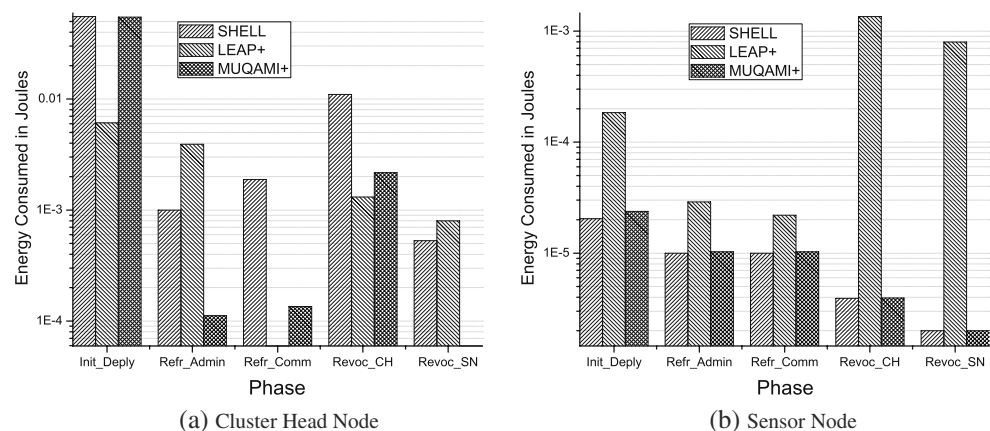 SHELL
LEAP+
MUQAMI+
0.01
1E-3
1E-4
Energy Consumed in Joules
Init_Deply Refr_Admin Refr_Comm Revoc_CH Revoc_SN
Phase
(a) Cluster Head Node
SHELL
LEAP+
MUQAMI+
1E-3
1E-4
1E-5
Energy Consumed in Joules
Init_Deply Refr_Admin Refr_Comm Revoc_CH Revoc_SN
Phase
(b) Sensor Node